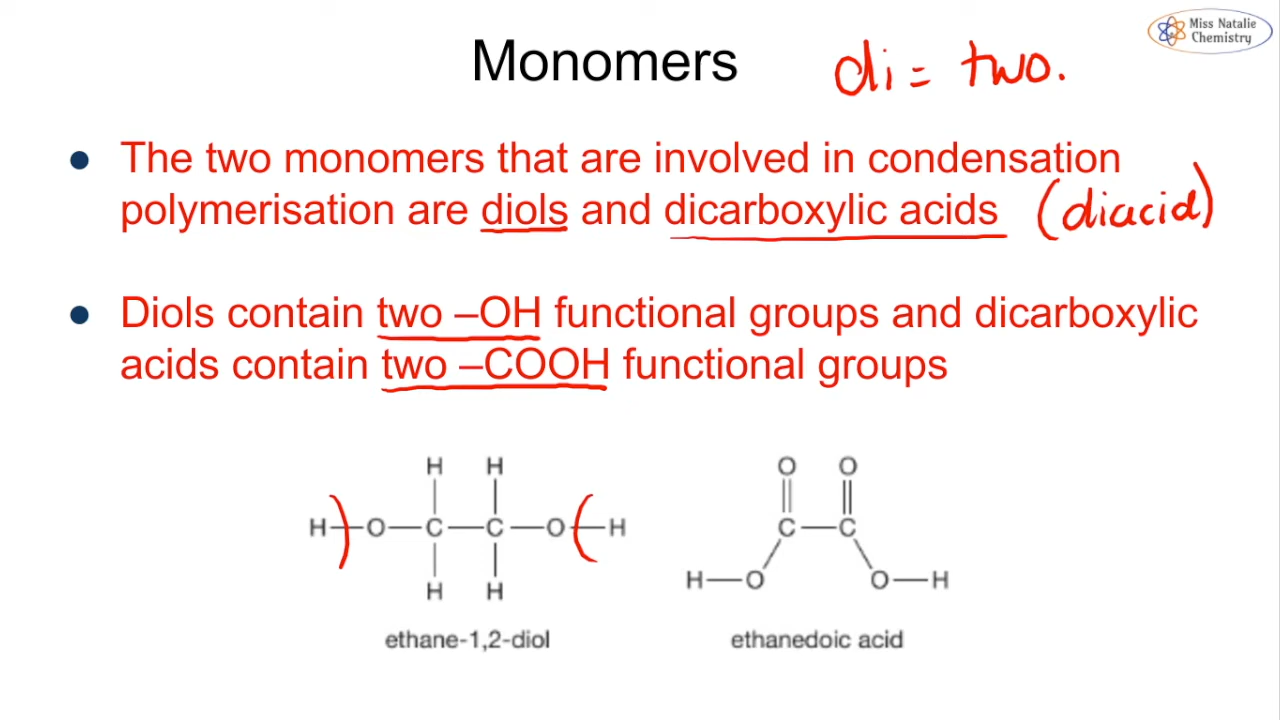 Miss Natalie
Chemistry
Monomers di = two.
● The two monomers that are involved in condensation
polymerisation are diols and dicarboxylic acids (diacid)
● Diols contain two –OH functional groups and dicarboxylic
acids contain two –COOH functional groups
H H O O
H O C C O H C C
H O O H
H H
ethane-1,2-diol ethanedoic acid